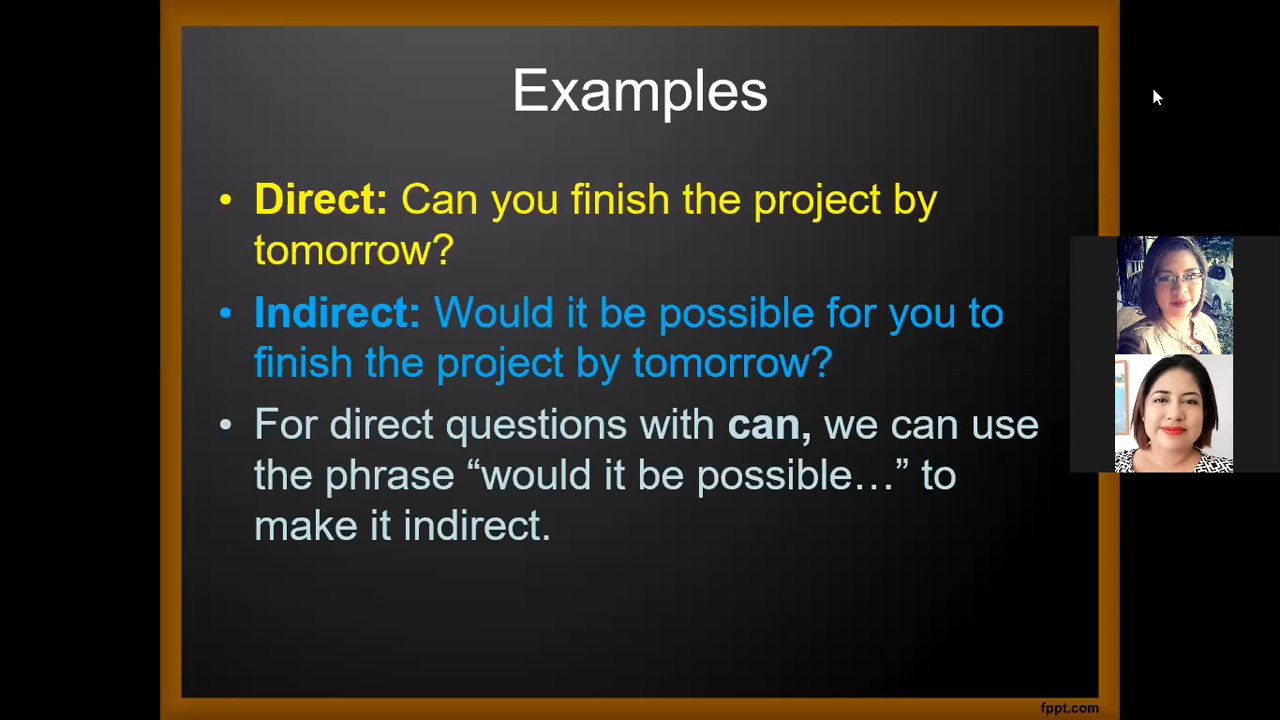 Examples
• Direct: Can you finish the project by
tomorrow?
• Indirect: Would it be possible for you to
finish the project by tomorrow?
• For direct questions with can, we can use
the phrase “would it be possible…” to
make it indirect.
fppt.com